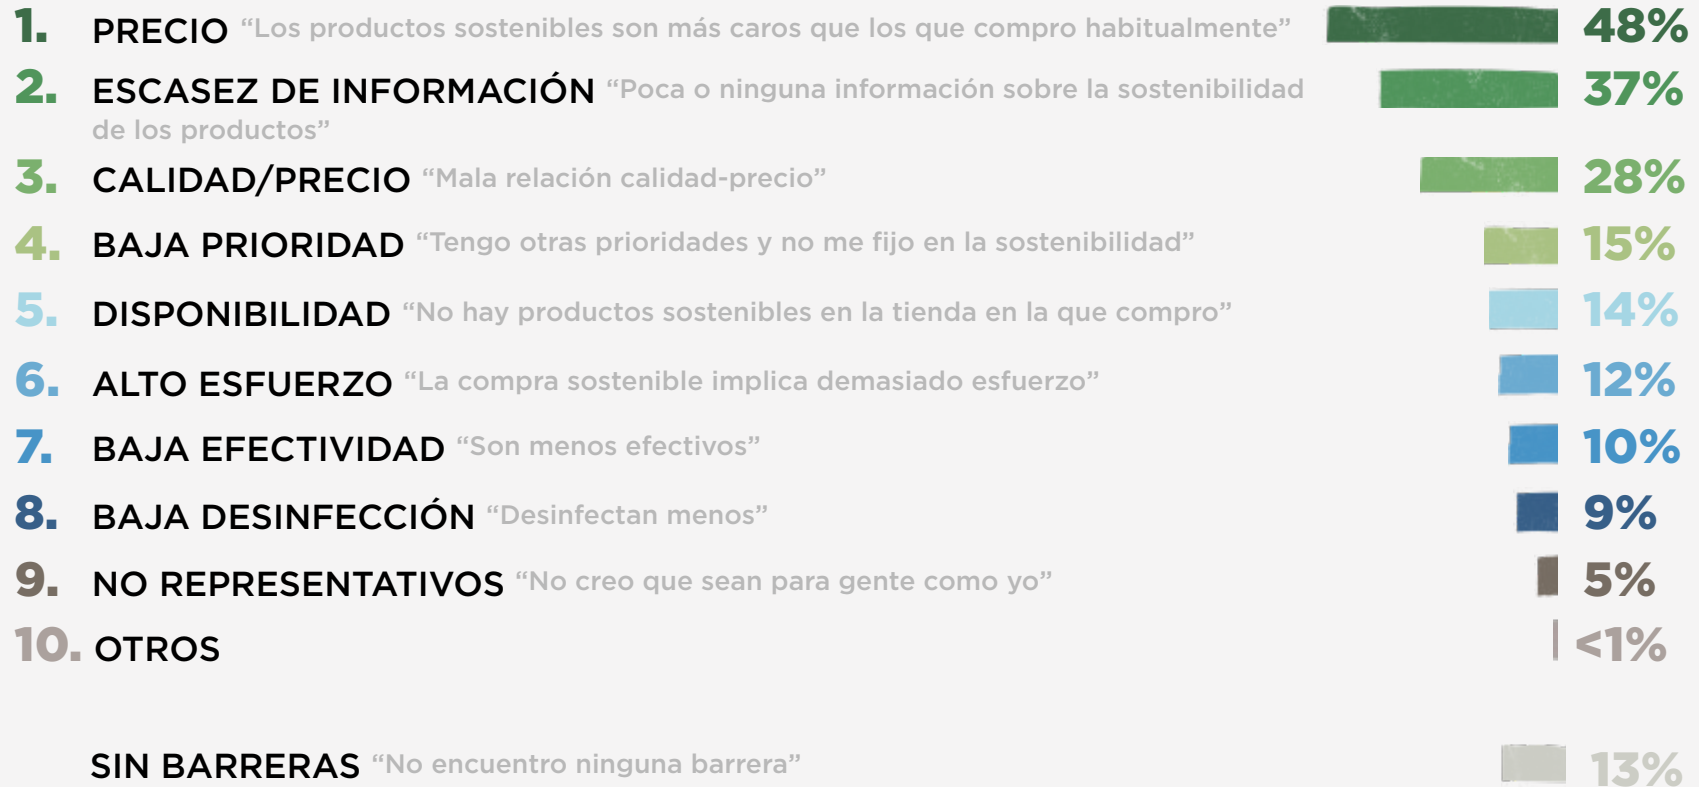 1. PRECIO “Los productos sostenibles son más caros que los que compro habitualmente” 48%
2. ESCASEZ DE INFORMACIÓN “Poca o ninguna información sobre la sostenibilidad 37%
de los productos”
3. CALIDAD/PRECIO “Mala relación calidad-precio” 28%
4. BAJA PRIORIDAD “Tengo otras prioridades y no me fijo en la sostenibilidad” 15%
5. DISPONIBILIDAD “No hay productos sostenibles en la tienda en la que compro” 14%
6. ALTO ESFUERZO “La compra sostenible implica demasiado esfuerzo” 12%
7. BAJA EFECTIVIDAD “Son menos efectivos” 10%
8. BAJA DESINFECCIÓN “Desinfectan menos” 9%
9. NO REPRESENTATIVOS “No creo que sean para gente como yo” 5%
10. OTROS <1%
SIN BARRERAS “No encuentro ninguna barrera” 13%